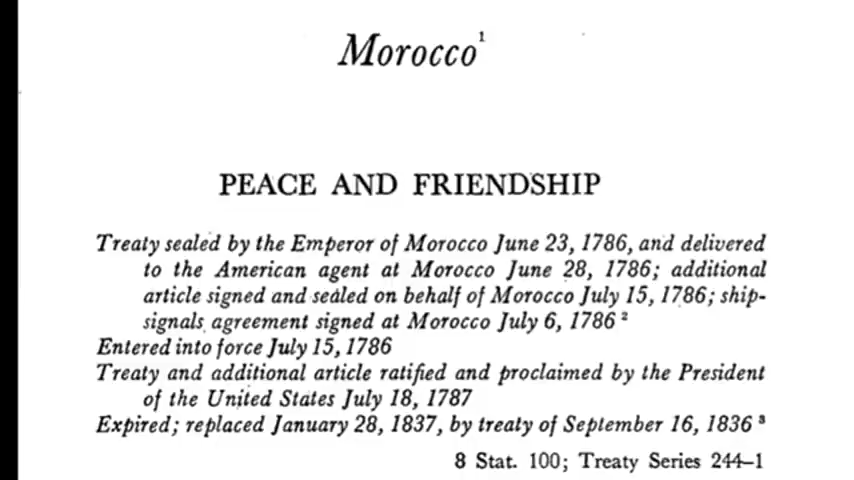 Morocco¹
PEACE AND FRIENDSHIP
Treaty sealed by the Emperor of Morocco June 23, 1786, and delivered
to the American agent at Morocco June 28, 1786; additional
article signed and sealed on behalf of Morocco July 15, 1786; ship-
signals agreement signed at Morocco July 6, 1786 ²
Entered into force July 15, 1786
Treaty and additional article ratified and proclaimed by the President
of the United States July 18, 1787
Expired; replaced January 28, 1837, by treaty of September 16, 1836 ³
8 Stat. 100; Treaty Series 244–1